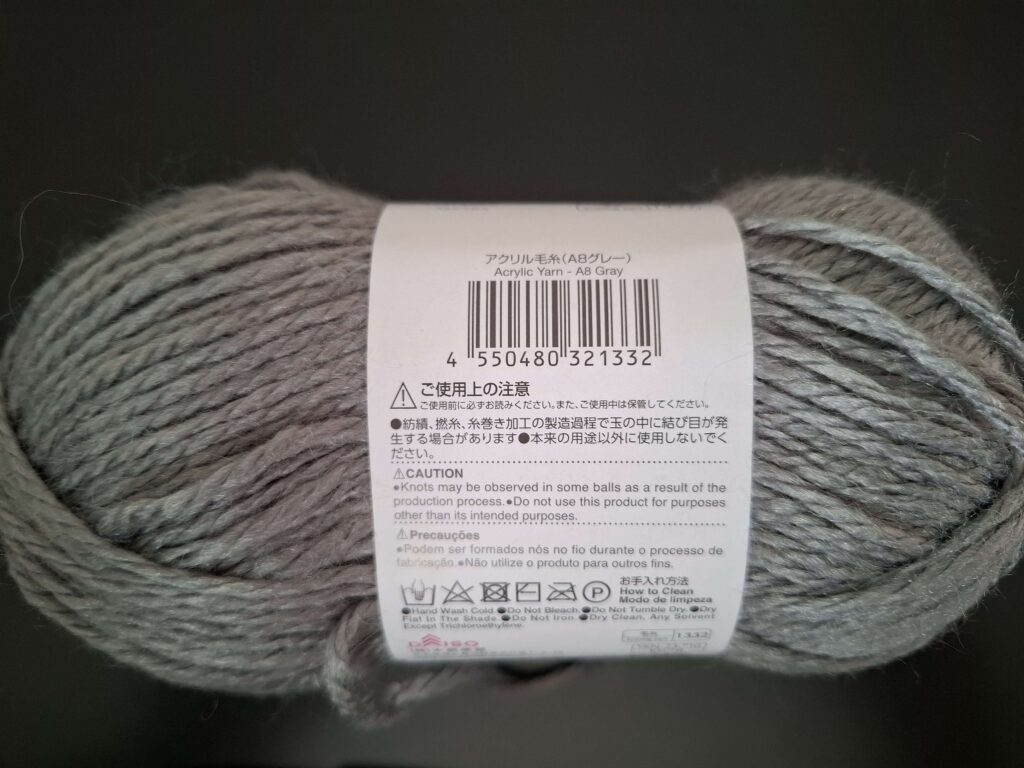 アクリル毛糸(A8グレー)
Acrylic Yarn - A8 Gray
4 550480 321332
ご使用上の注意
ご使用前に必ずお読みください。また、ご使用中は保管してください。
●紡績、撚糸、糸巻き加工の製造過程で玉の中に結び目が発
生する場合があります●本来の用途以外に使用しないでく
ださい。
⚠CAUTION
●Knots may be observed in some balls as a result of the
production process.●Do not use this product for purposes
other than its intended purposes.
⚠Precauções
●Podem ser formados nós no fio durante o processo de
fabricação.●Não utilize o produto para outros fins.
お手入れ方法
How to Clean
Modo de limpeza
●Hand Wash Cold.●Do Not Bleach.●Do Not Tumble Dry.●Dry
Flat In The Shade.●Do Not Iron.●Dry Clean, Any Solvent
Except Trichloroethylene.
DAISO
1332